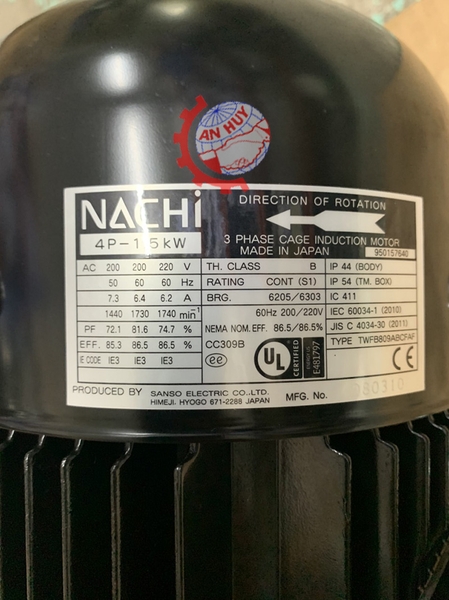 AN HUY
NACHi
DIRECTION OF ROTATION
4P-1.5kW
3 PHASE CAGE INDUCTION MOTOR
MADE IN JAPAN
950157640
AC 200 200 220 V
50 60 60 Hz
7.3 6.4 6.2 A
1440 1730 1740 min⁻¹
PF 72.1 81.6 74.7 %
EFF. 85.3 86.5 86.5 %
IE CODE IE3 IE3 IE3
TH. CLASS B
RATING CONT (S1)
BRG. 6205/6303
60Hz 200/220V
NEMA NOM. EFF. 86.5/86.5%
CC309B
ee
UL
E481797
IP 44 (BODY)
IP 54 (TM. BOX)
IC 411
IEC 60034-1 (2010)
JIS C 4034-30 (2011)
TYPE TWFB809ABCFAF
CE
PRODUCED BY SANSO ELECTRIC CO.,LTD.
HIMEJI. HYOGO 671-2288 JAPAN
MFG. No.